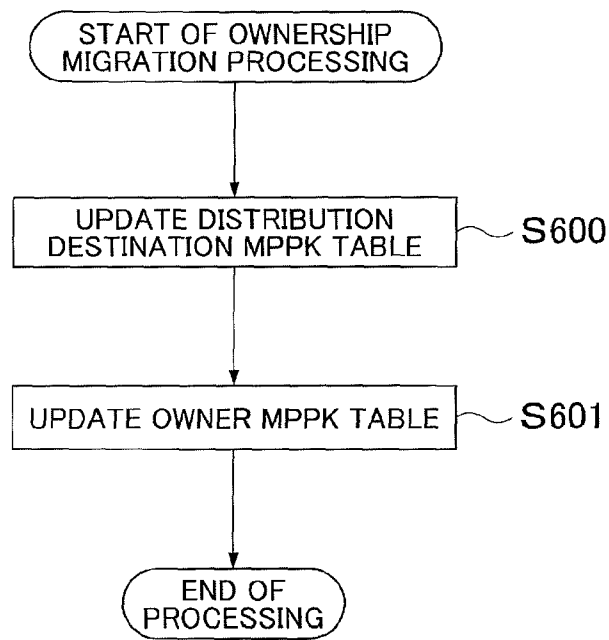 START OF OWNERSHIP
MIGRATION PROCESSING
UPDATE DISTRIBUTION
DESTINATION MPPK TABLE
S600
UPDATE OWNER MPPK TABLE
S601
END OF
PROCESSING